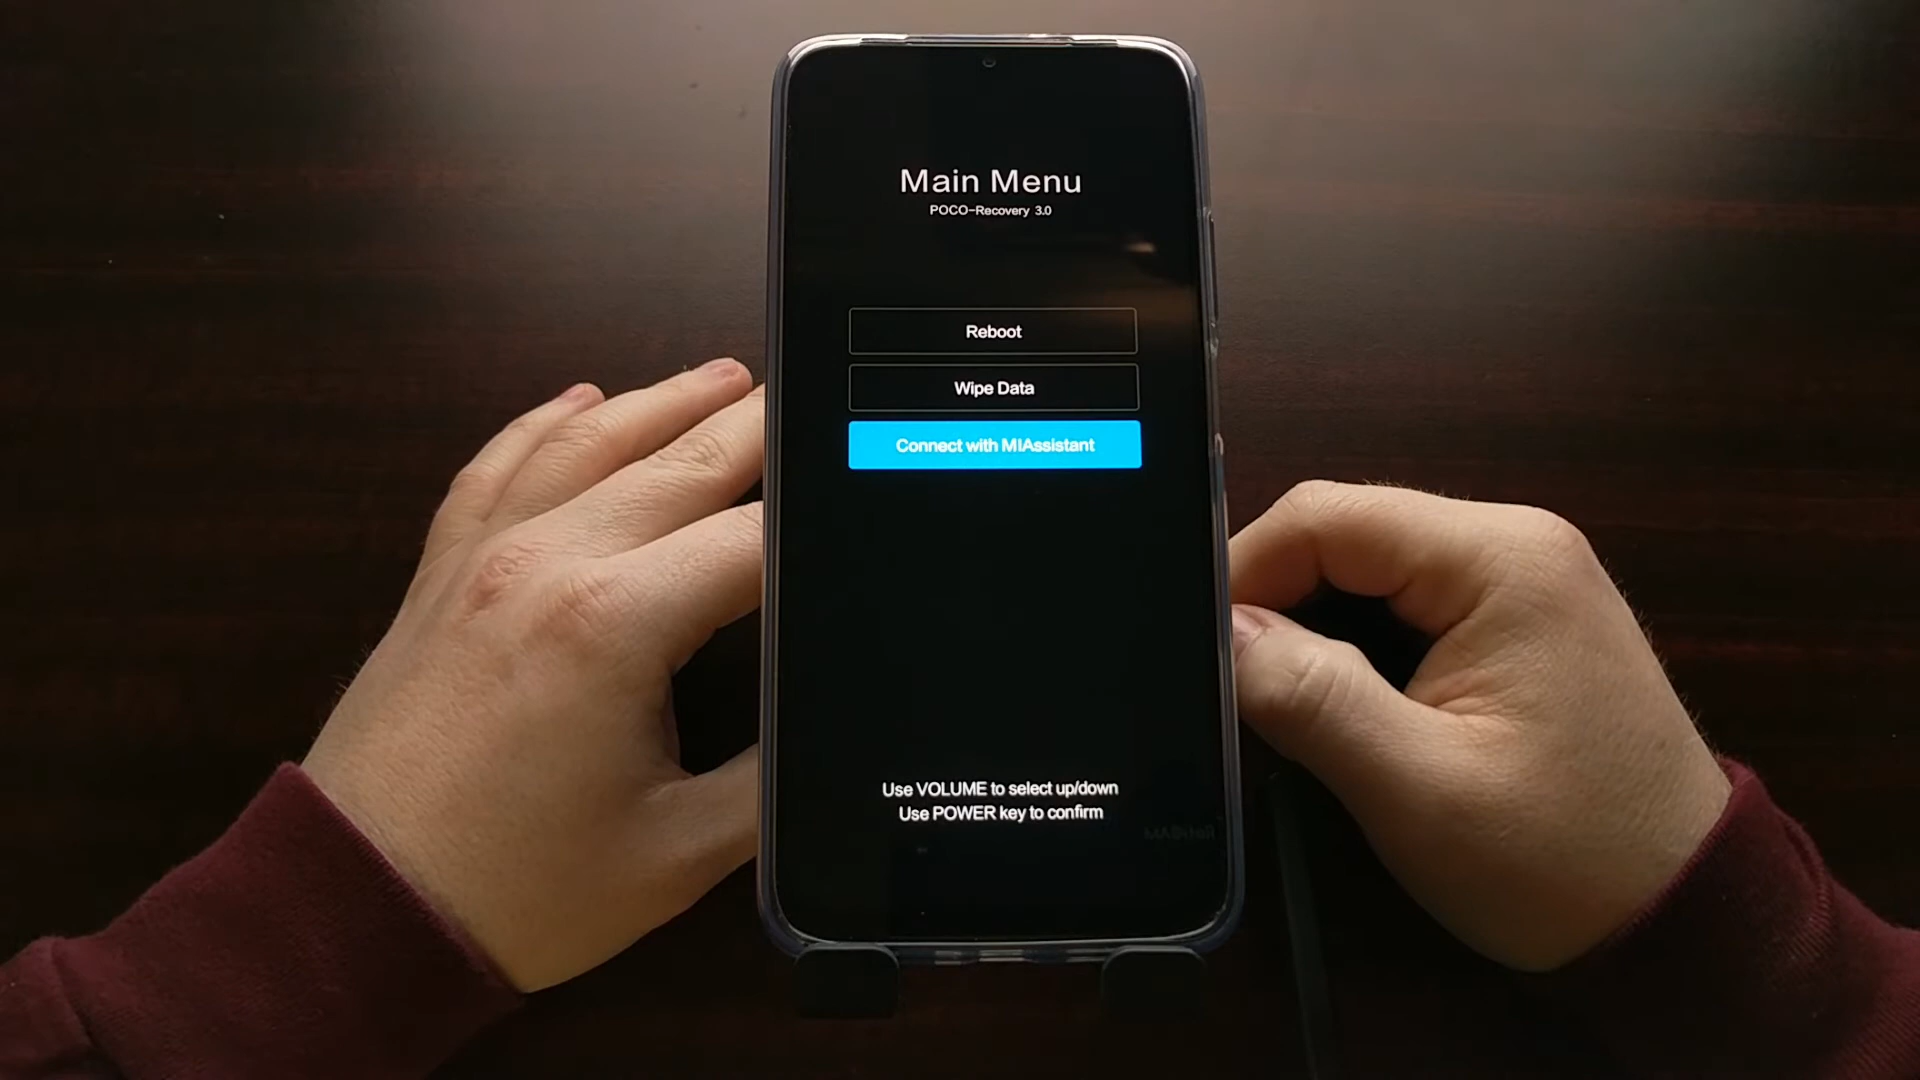 Main Menu
POCO-Recovery 3.0
Reboot
Wipe Data
Connect with MIAssistant
Use VOLUME to select up/down
Use POWER key to confirm